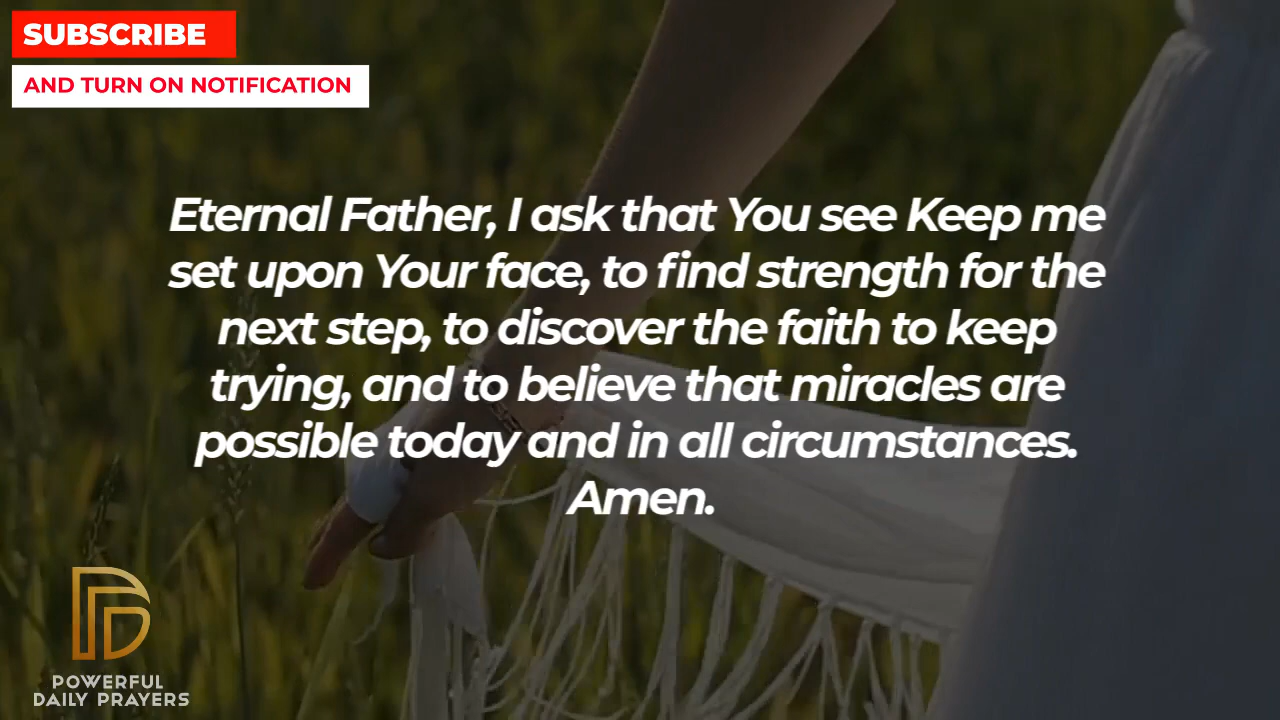 SUBSCRIBE
AND TURN ON NOTIFICATION
Eternal Father, I ask that You see Keep me
set upon Your face, to find strength for the
next step, to discover the faith to keep
trying, and to believe that miracles are
possible today and in all circumstances.
Amen.
POWERFUL
DAILY PRAYERS